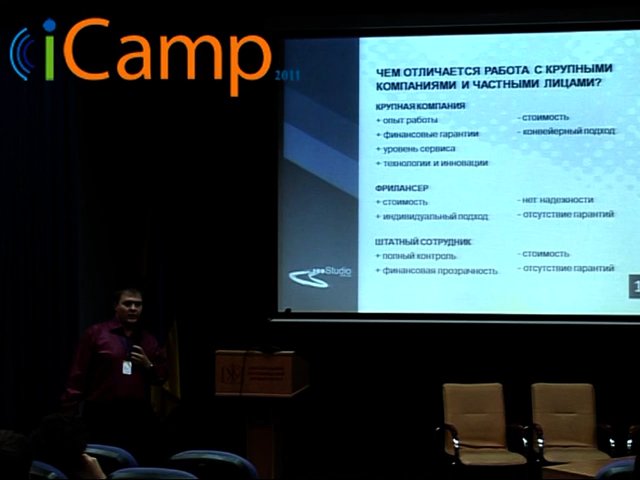 iCamp
2011
ЧЕМ ОТЛИЧАЕТСЯ РАБОТА С КРУПНЫМИ
КОМПАНИЯМИ И ЧАСТНЫМИ ЛИЦАМИ?
КРУПНАЯ КОМПАНИЯ
+ опыт работы
- стоимость
+ финансовые гарантии
- конвейерный подход
+ уровень сервиса
+ технологии и инновации
ФРИЛАНСЕР
+ стоимость
- нет надежности
+ индивидуальный подход
- отсутствие гарантий
ШТАТНЫЙ СОТРУДНИК
+ полный контроль
- стоимость
+ финансовая прозрачность
- отсутствие гарантий
Studio
1